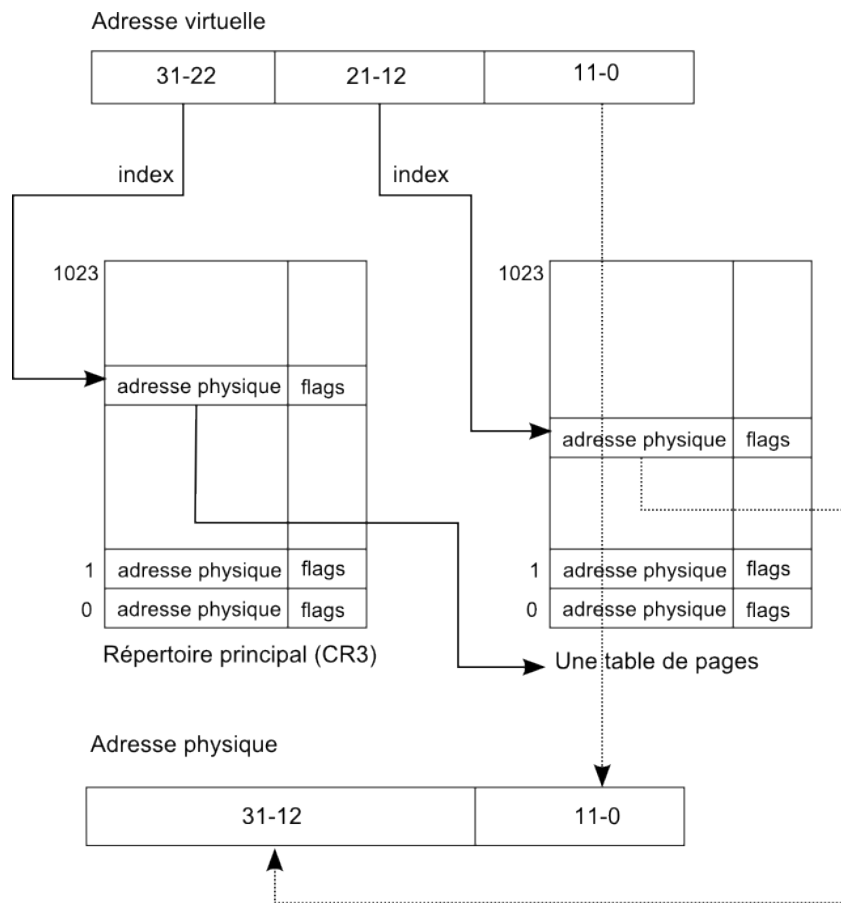 Adresse virtuelle
31-22 21-12 11-0
index index
1023 1023
adresse physique flags
adresse physique flags
1 adresse physique flags 1 adresse physique flags
0 adresse physique flags 0 adresse physique flags
Répertoire principal (CR3) Une table de pages
Adresse physique
31-12 11-0